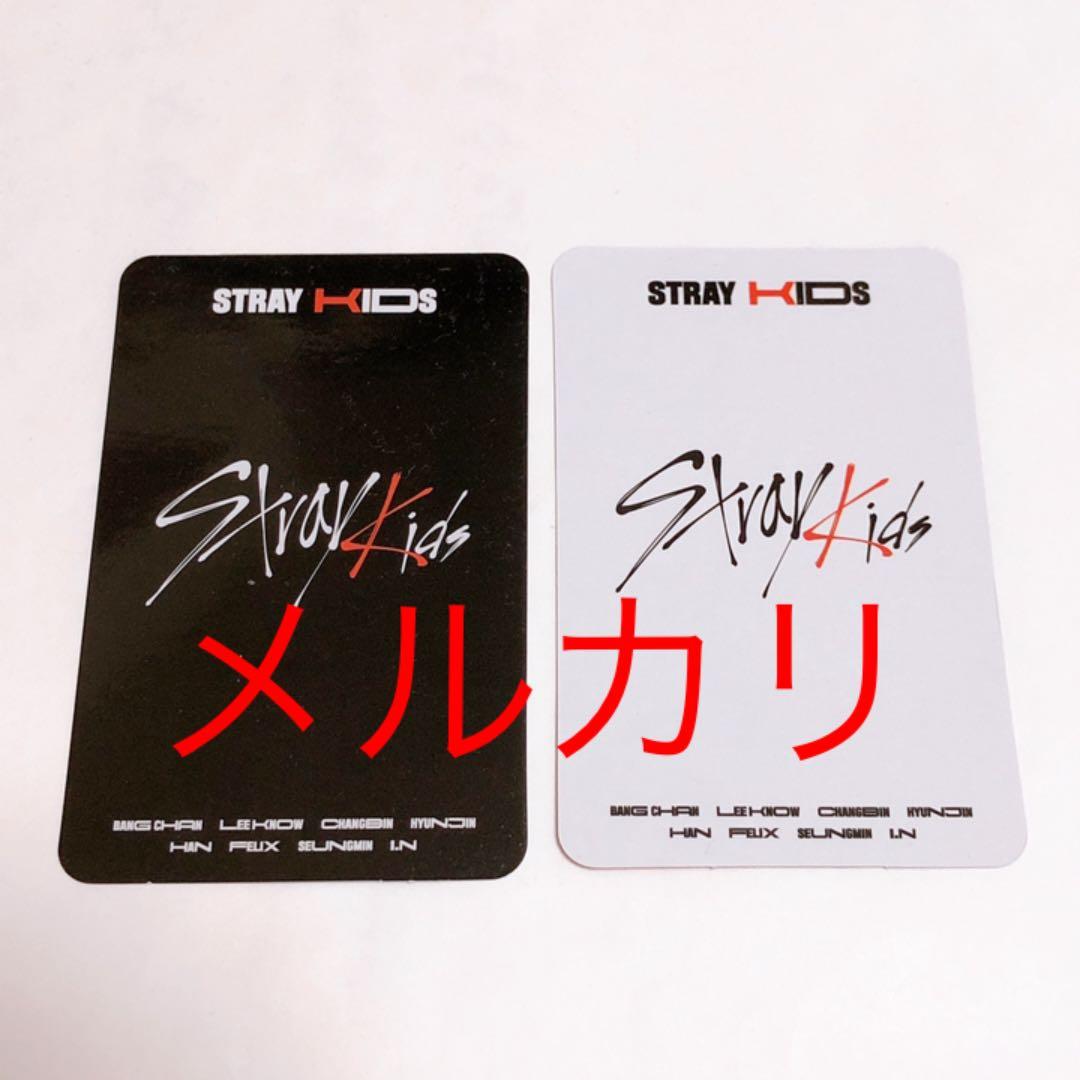 STRAY KIDS
Stray Kids
BANG CHAN LEE KNOW CHANGBIN HYUNJIN
HAN FELIX SEUNGMIN I.N
STRAY KIDS
Stray Kids
BANG CHAN LEE KNOW CHANGBIN HYUNJIN
HAN FELIX SEUNGMIN I.N
メルカリ